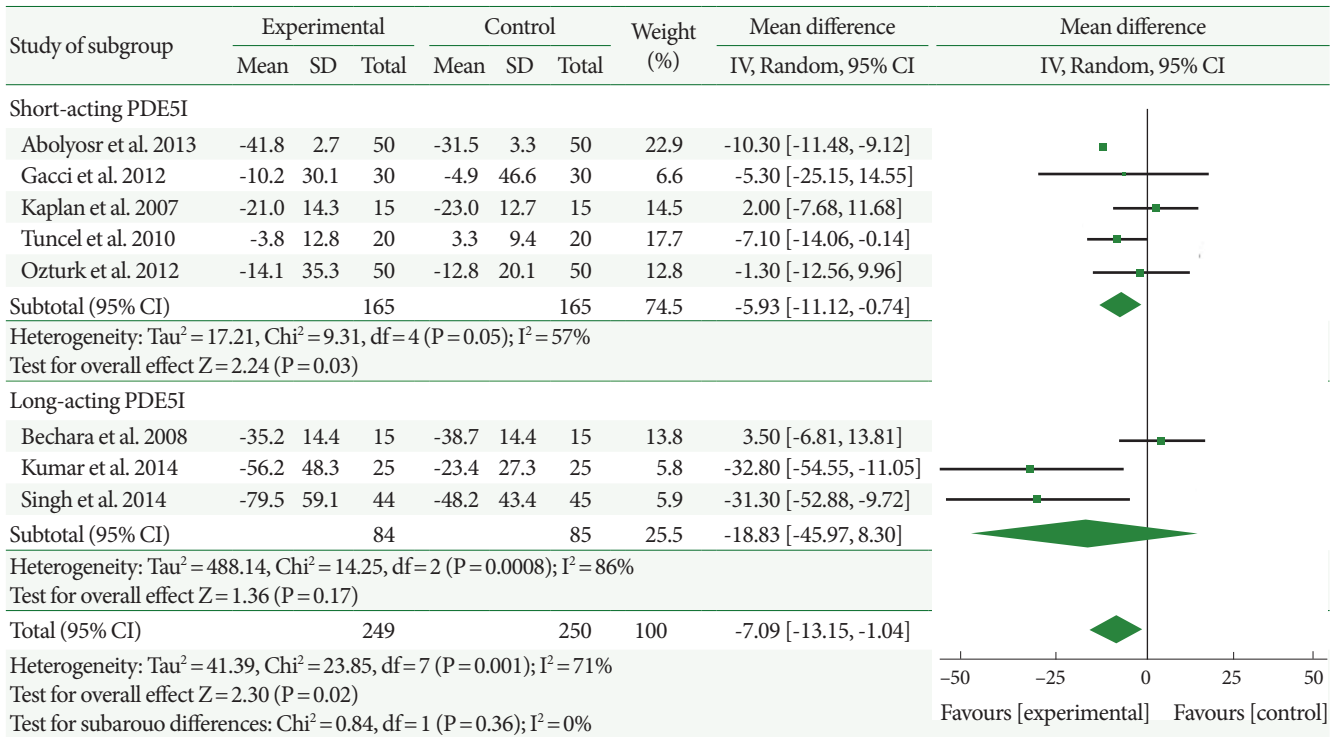 Study of subgroup Experimental Control Weight (%) Mean difference Mean difference
Mean SD Total Mean SD Total IV, Random, 95% CI IV, Random, 95% CI
Short-acting PDE5I
Abolyosr et al. 2013 -41.8 2.7 50 -31.5 3.3 50 22.9 -10.30 [-11.48, -9.12]
Gacci et al. 2012 -10.2 30.1 30 -4.9 46.6 30 6.6 -5.30 [-25.15, 14.55]
Kaplan et al. 2007 -21.0 14.3 15 -23.0 12.7 15 14.5 2.00 [-7.68, 11.68]
Tuncel et al. 2010 -3.8 12.8 20 3.3 9.4 20 17.7 -7.10 [-14.06, -0.14]
Ozturk et al. 2012 -14.1 35.3 50 -12.8 20.1 50 12.8 -1.30 [-12.56, 9.96]
Subtotal (95% CI) 165 165 74.5 -5.93 [-11.12, -0.74]
Heterogeneity: Tau² = 17.21, Chi² = 9.31, df = 4 (P = 0.05); I² = 57%
Test for overall effect Z = 2.24 (P = 0.03)
Long-acting PDE5I
Bechara et al. 2008 -35.2 14.4 15 -38.7 14.4 15 13.8 3.50 [-6.81, 13.81]
Kumar et al. 2014 -56.2 48.3 25 -23.4 27.3 25 5.8 -32.80 [-54.55, -11.05]
Singh et al. 2014 -79.5 59.1 44 -48.2 43.4 45 5.9 -31.30 [-52.88, -9.72]
Subtotal (95% CI) 84 85 25.5 -18.83 [-45.97, 8.30]
Heterogeneity: Tau² = 488.14, Chi² = 14.25, df = 2 (P = 0.0008); I² = 86%
Test for overall effect Z = 1.36 (P = 0.17)
Total (95% CI) 249 250 100 -7.09 [-13.15, -1.04]
Heterogeneity: Tau² = 41.39, Chi² = 23.85, df = 7 (P = 0.001); I² = 71%
Test for overall effect Z = 2.30 (P = 0.02)
Test for subarouo differences: Chi² = 0.84, df = 1 (P = 0.36); I² = 0%
–50 –25 0 25 50
Favours [experimental] Favours [control]